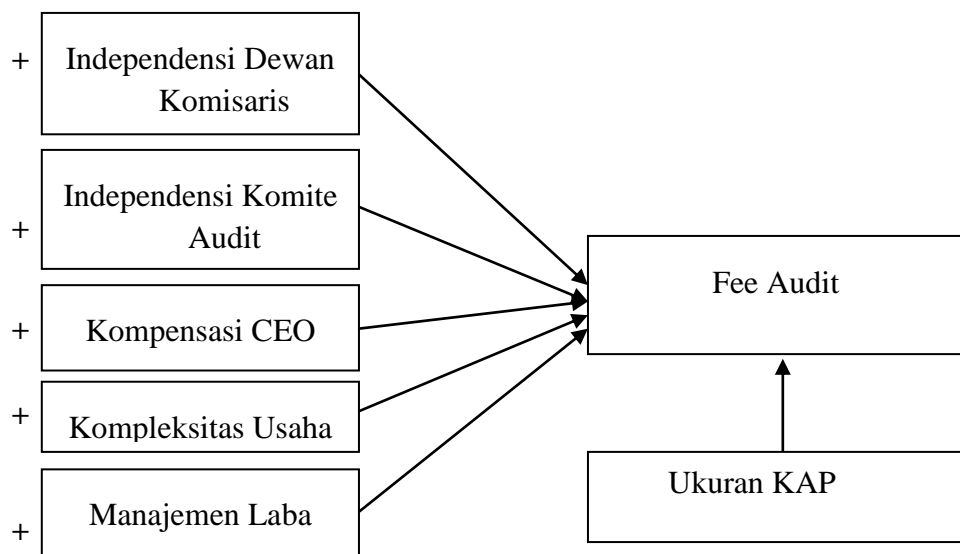 +
Independensi Dewan
Komisaris
+
Independensi Komite
Audit
+
Kompensasi CEO
+
Kompleksitas Usaha
+
Manajemen Laba
Fee Audit
Ukuran KAP